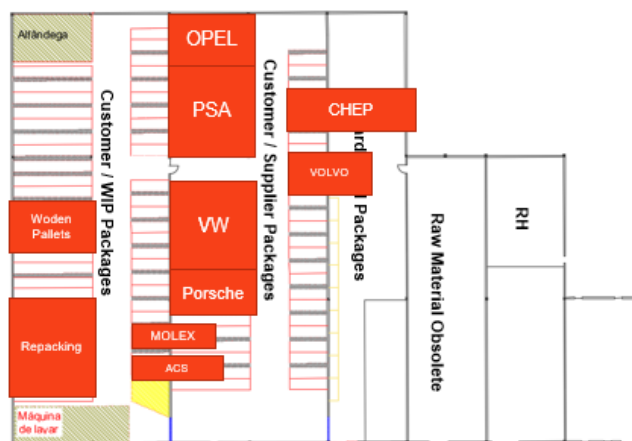 Alfândega
OPEL
PSA
CHEP
VOLVO
Customer / WIP Packages
Customer / Supplier Packages
Packages
Woden
Pallets
VW
Porsche
Raw Material Obsolete
RH
Repacking
MOLEX
ACS
Máquina
de lavar